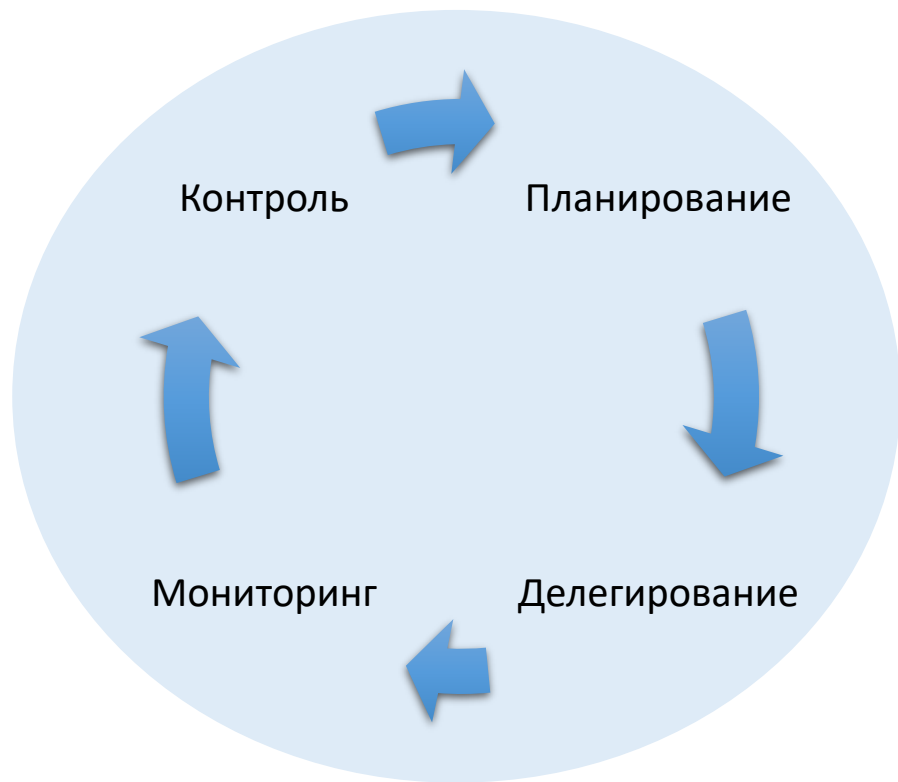 Контроль
Планирование
Мониторинг
Делегирование